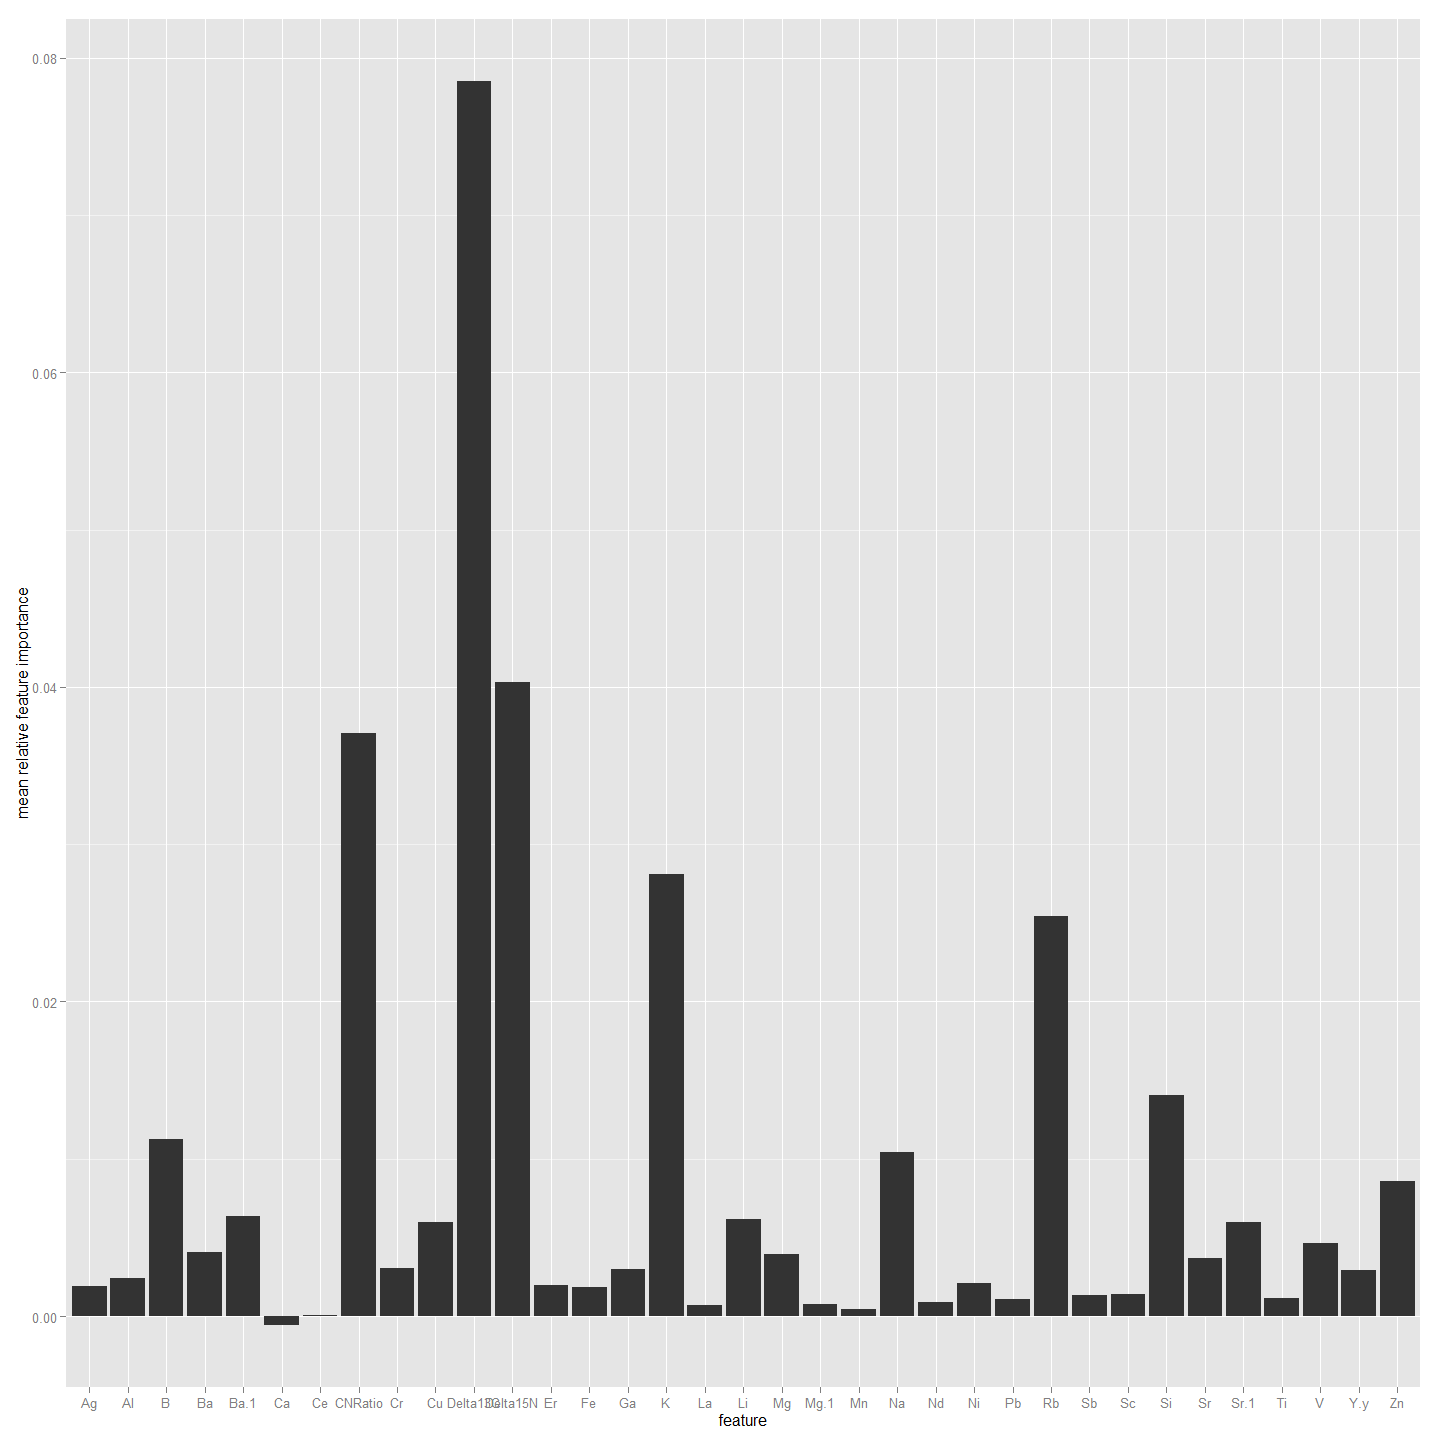 0.08
0.06
0.04
0.02
0.00
mean relative feature importance
Ag Al B Ba Ba.1 Ca Ce CNRatio Cr Cu Delta13C Delta15N Er Fe Ga K La Li Mg Mg.1 Mn Na Nd Ni Pb Rb Sb Sc Si Sr Sr.1 Ti V Y.y Zn
feature